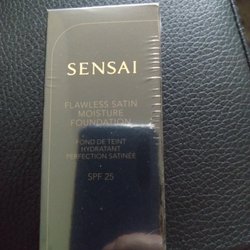 SENSAI
FLAWLESS SATIN
MOISTURE
FOUNDATION
FOND DE TEINT
HYDRATANT
PERFECTION SATINÉE
SPF 25